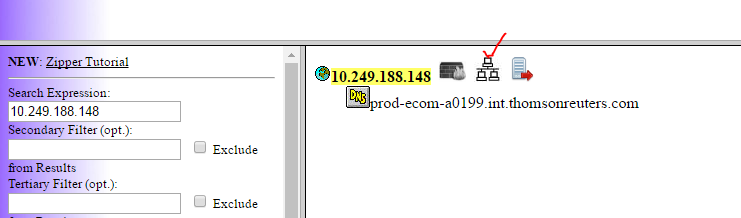 NEW: Zipper Tutorial
Search Expression:
10.249.188.148
Secondary Filter (opt.):
Exclude
from Results
Tertiary Filter (opt.):
Exclude
10.249.188.148
DNS
prod-ecom-a0199.int.thomsonreuters.com